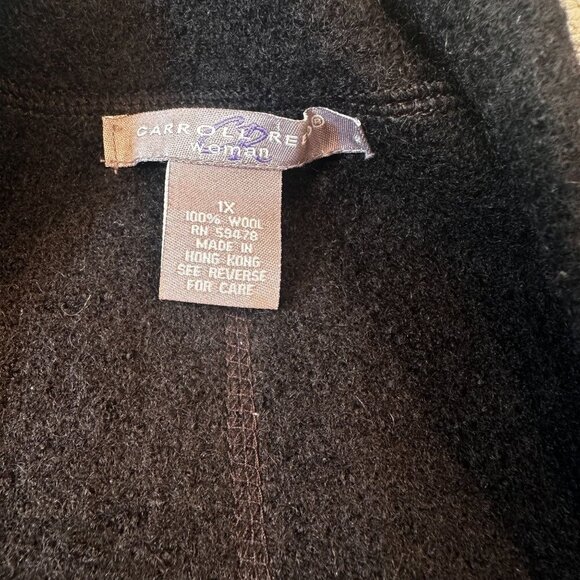 CARROLL REED®
woman
1X
100% WOOL
RN 59478
MADE IN
HONG KONG
SEE REVERSE
FOR CARE